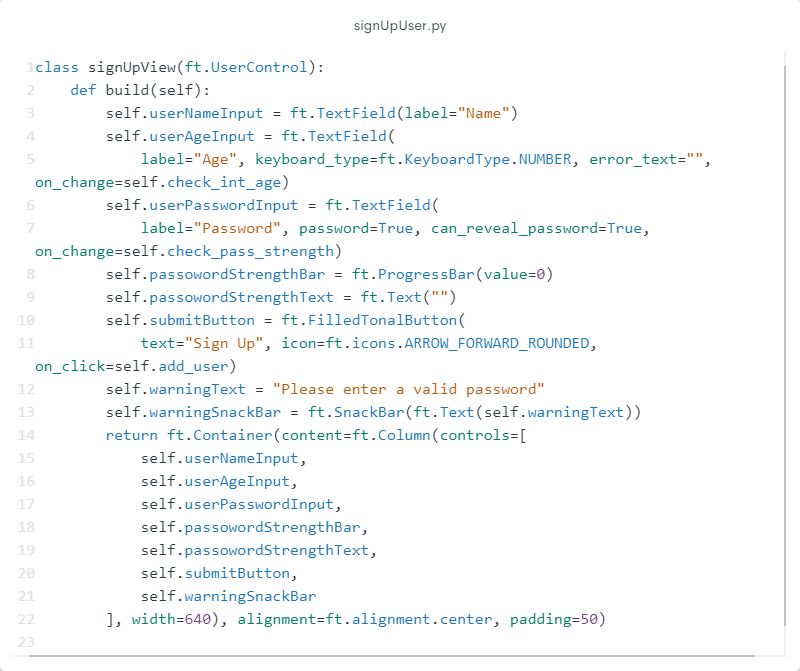 signUpUser.py
1class signUpView(ft.UserControl):
2    def build(self):
3        self.userNameInput = ft.TextField(label="Name")
4        self.userAgeInput = ft.TextField(
5            label="Age", keyboard_type=ft.KeyboardType.NUMBER, error_text="",
on_change=self.check_int_age)
6        self.userPasswordInput = ft.TextField(
7            label="Password", password=True, can_reveal_password=True,
on_change=self.check_pass_strength)
8        self.passowordStrengthBar = ft.ProgressBar(value=0)
9        self.passowordStrengthText = ft.Text("")
10        self.submitButton = ft.FilledTonalButton(
11            text="Sign Up", icon=ft.icons.ARROW_FORWARD_ROUNDED,
on_click=self.add_user)
12        self.warningText = "Please enter a valid password"
13        self.warningSnackBar = ft.SnackBar(ft.Text(self.warningText))
14        return ft.Container(content=ft.Column(controls=[
15            self.userNameInput,
16            self.userAgeInput,
17            self.userPasswordInput,
18            self.passowordStrengthBar,
19            self.passowordStrengthText,
20            self.submitButton,
21            self.warningSnackBar
22        ], width=640), alignment=ft.alignment.center, padding=50)
23